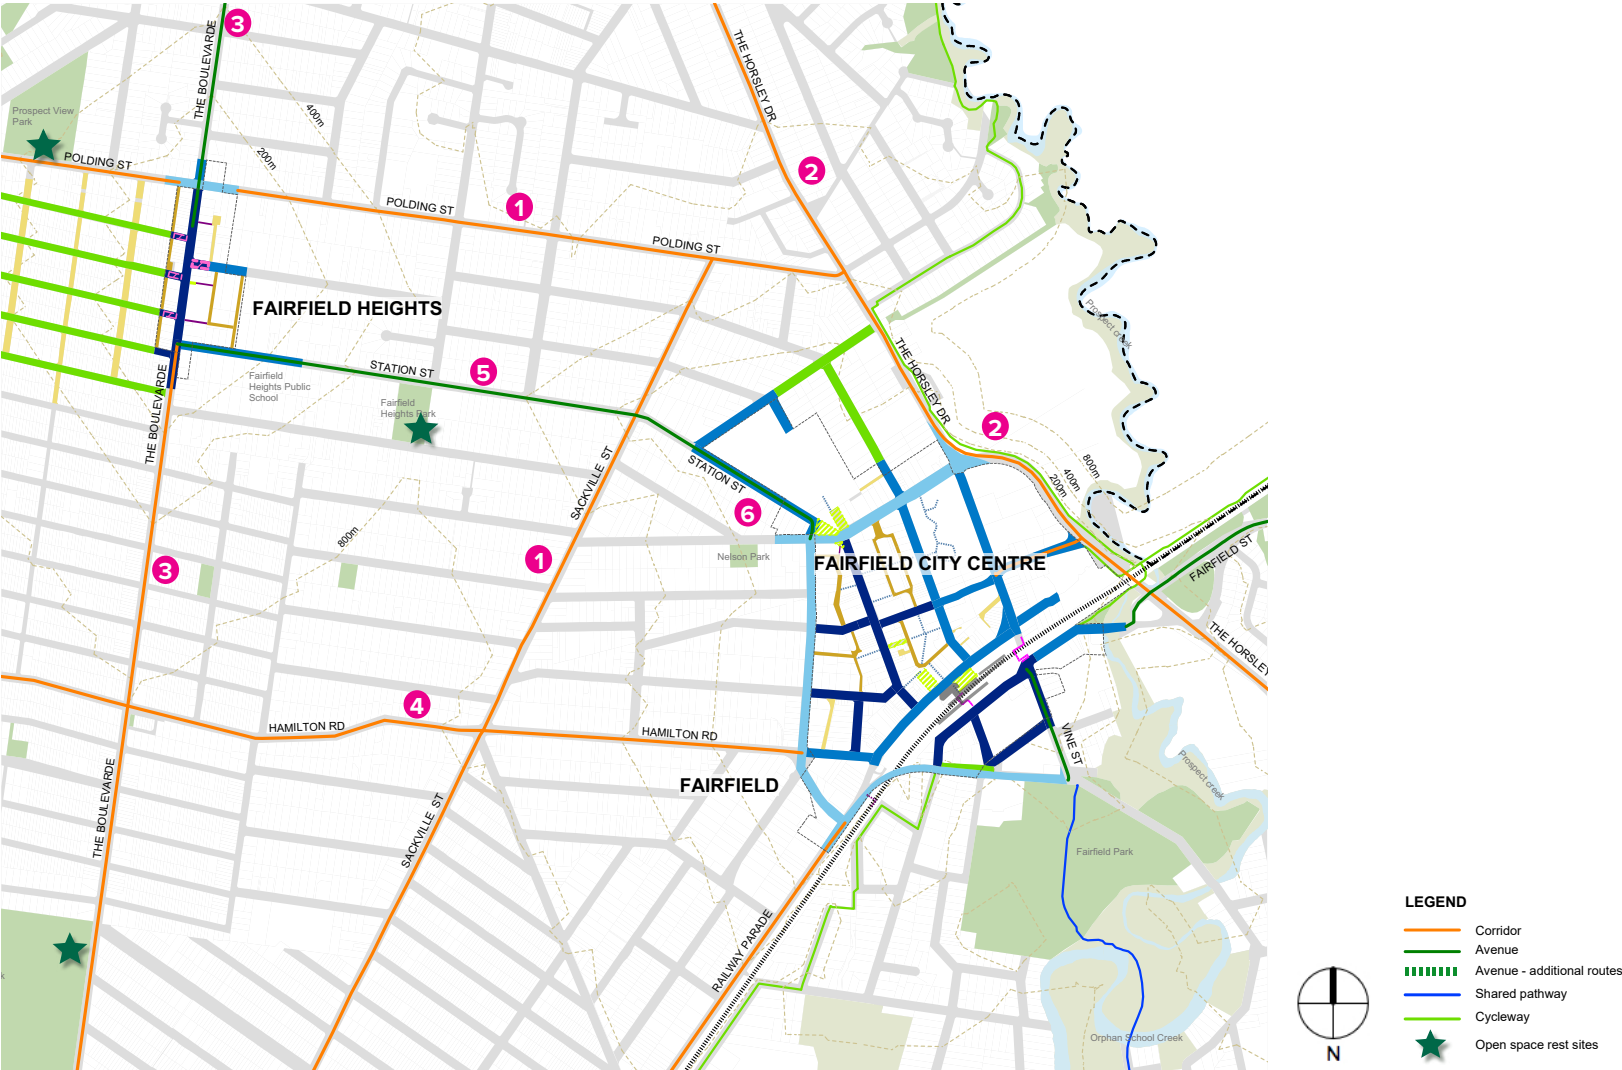 3
THE BOULEVARDE
THE HORSLEY DR
400m
Prospect View
Park
200m
POLDING ST
2
1
POLDING ST
POLDING ST
FAIRFIELD HEIGHTS
Prospect creek
THE HORSLEY DR
STATION ST
5
Fairfield
Heights Public
School
Fairfield
Heights Park
THE BOULEVARDE
2
SACKVILLE ST
STATION ST
800m
400m
200m
6
800m
Nelson Park
FAIRFIELD CITY CENTRE
FAIRFIELD ST
3
1
THE HORSLEY
4
HAMILTON RD
HAMILTON RD
VINE ST
FAIRFIELD
Prospect creek
THE BOULEVARDE
SACKVILLE ST
Fairfield Park
RAILWAY PARADE
k
Orphan School Creek
N
LEGEND
Corridor
Avenue
Avenue - additional routes
Shared pathway
Cycleway
Open space rest sites